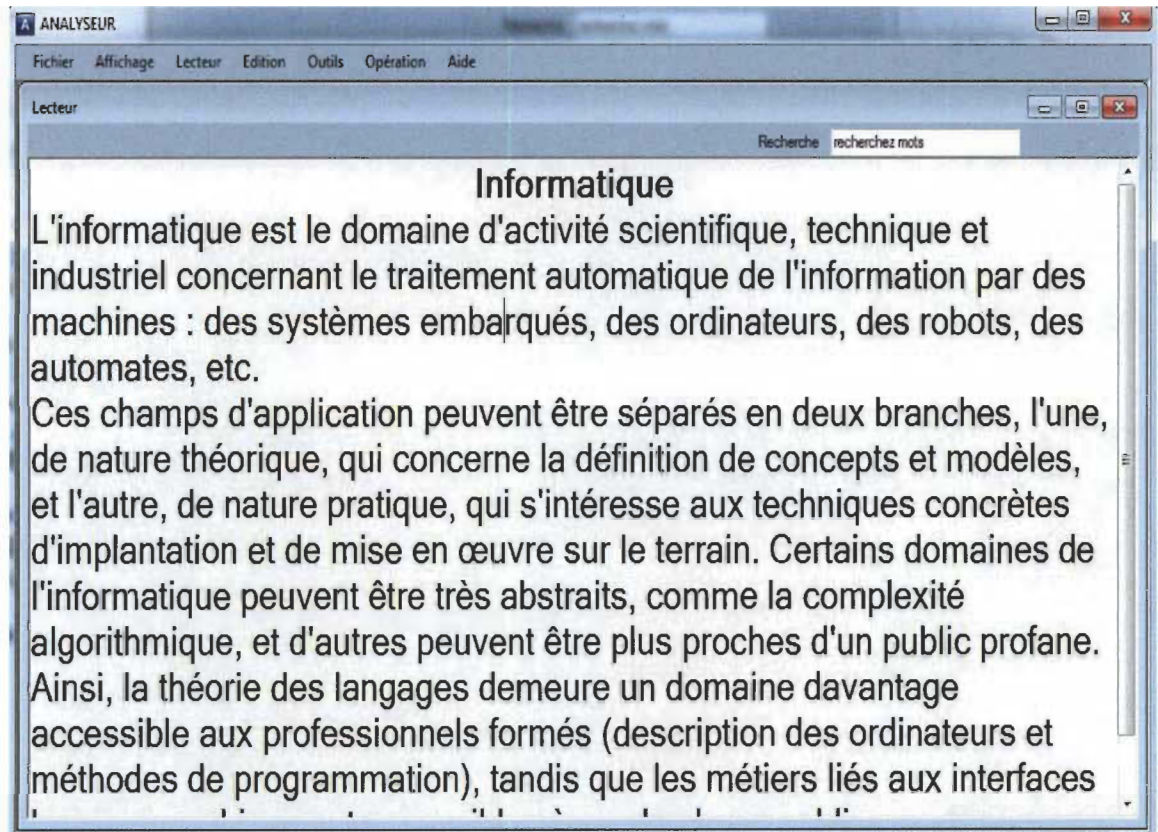 ANALYSEUR
Fichier Affichage Lecteur Edition Outils Opération Aide
Lecteur
Recherche recherchez mots
Informatique
L'informatique est le domaine d'activité scientifique, technique et
industriel concernant le traitement automatique de l'information par des
machines : des systèmes embarqués, des ordinateurs, des robots, des
automates, etc.
Ces champs d'application peuvent être séparés en deux branches, l'une,
de nature théorique, qui concerne la définition de concepts et modèles,
et l'autre, de nature pratique, qui s'intéresse aux techniques concrètes
d'implantation et de mise en œuvre sur le terrain. Certains domaines de
l'informatique peuvent être très abstraits, comme la complexité
algorithmique, et d'autres peuvent être plus proches d'un public profane.
Ainsi, la théorie des langages demeure un domaine davantage
accessible aux professionnels formés (description des ordinateurs et
méthodes de programmation), tandis que les métiers liés aux interfaces